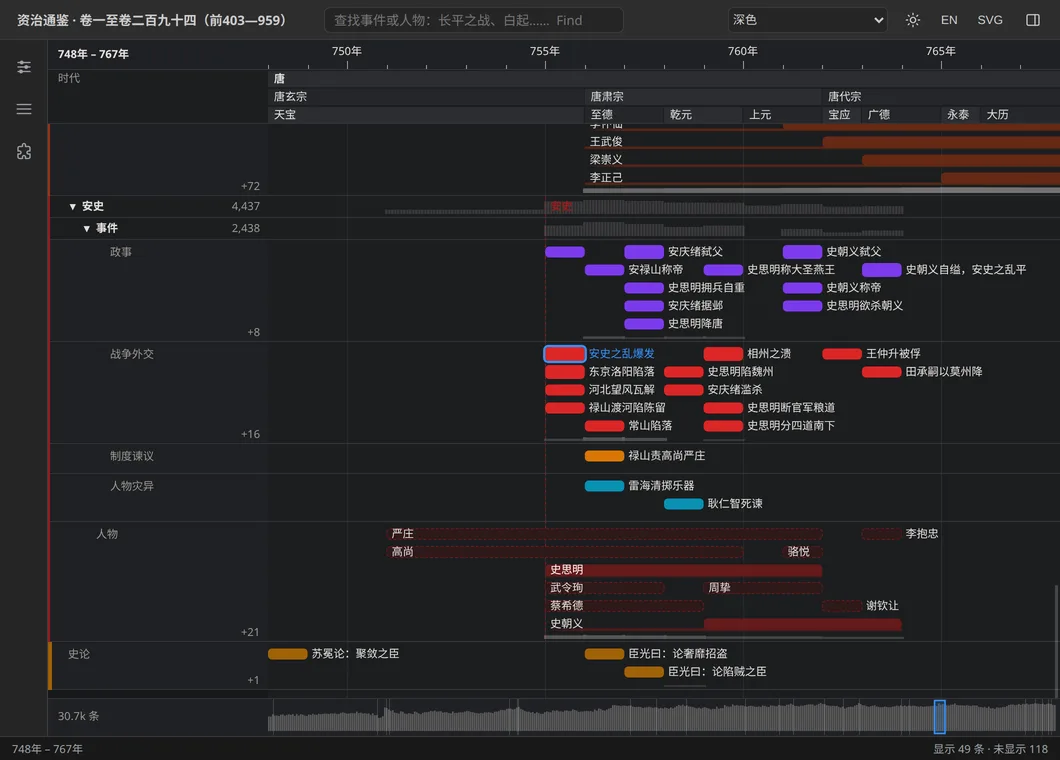 资治通鉴 · 卷一至卷二百九十四（前403—959） 查找事件或人物：长平之战、白起…… Find 深色 EN SVG
748年 – 767年 750年 755年 760年 765年
时代 唐
唐玄宗 唐肃宗 唐代宗
天宝 至德 乾元 上元 宝应 广德 永泰 大历
王武俊
梁崇义
李正己
+72
▼ 安史 4,437
▼ 事件 2,438
政事 安庆绪弑父 史朝义弑父
安禄山称帝 史思明称大圣燕王 史朝义自缢，安史之乱平
史思明拥兵自重 史朝义称帝
安庆绪据邺 史思明欲杀朝义
史思明降唐
+8
战争外交 安史之乱爆发 相州之溃 王仲升被俘
东京洛阳陷落 史思明陷魏州 田承嗣以莫州降
河北望风瓦解 安庆绪滥杀
禄山渡河陷陈留 史思明断官军粮道
常山陷落 史思明分四道南下
+16
制度谏议 禄山责高尚严庄
人物灾异 雷海清掷乐器
耿仁智死谏
人物 严庄 李抱忠
高尚 骆悦
史思明
武令珣 周挚
蔡希德 谢钦让
史朝义
+21
史论 苏冕论：聚敛之臣 臣光曰：论奢靡招盗
臣光曰：论陷贼之臣
+1
30.7k 条
748年 – 767年 显示 49 条 · 未显示 118